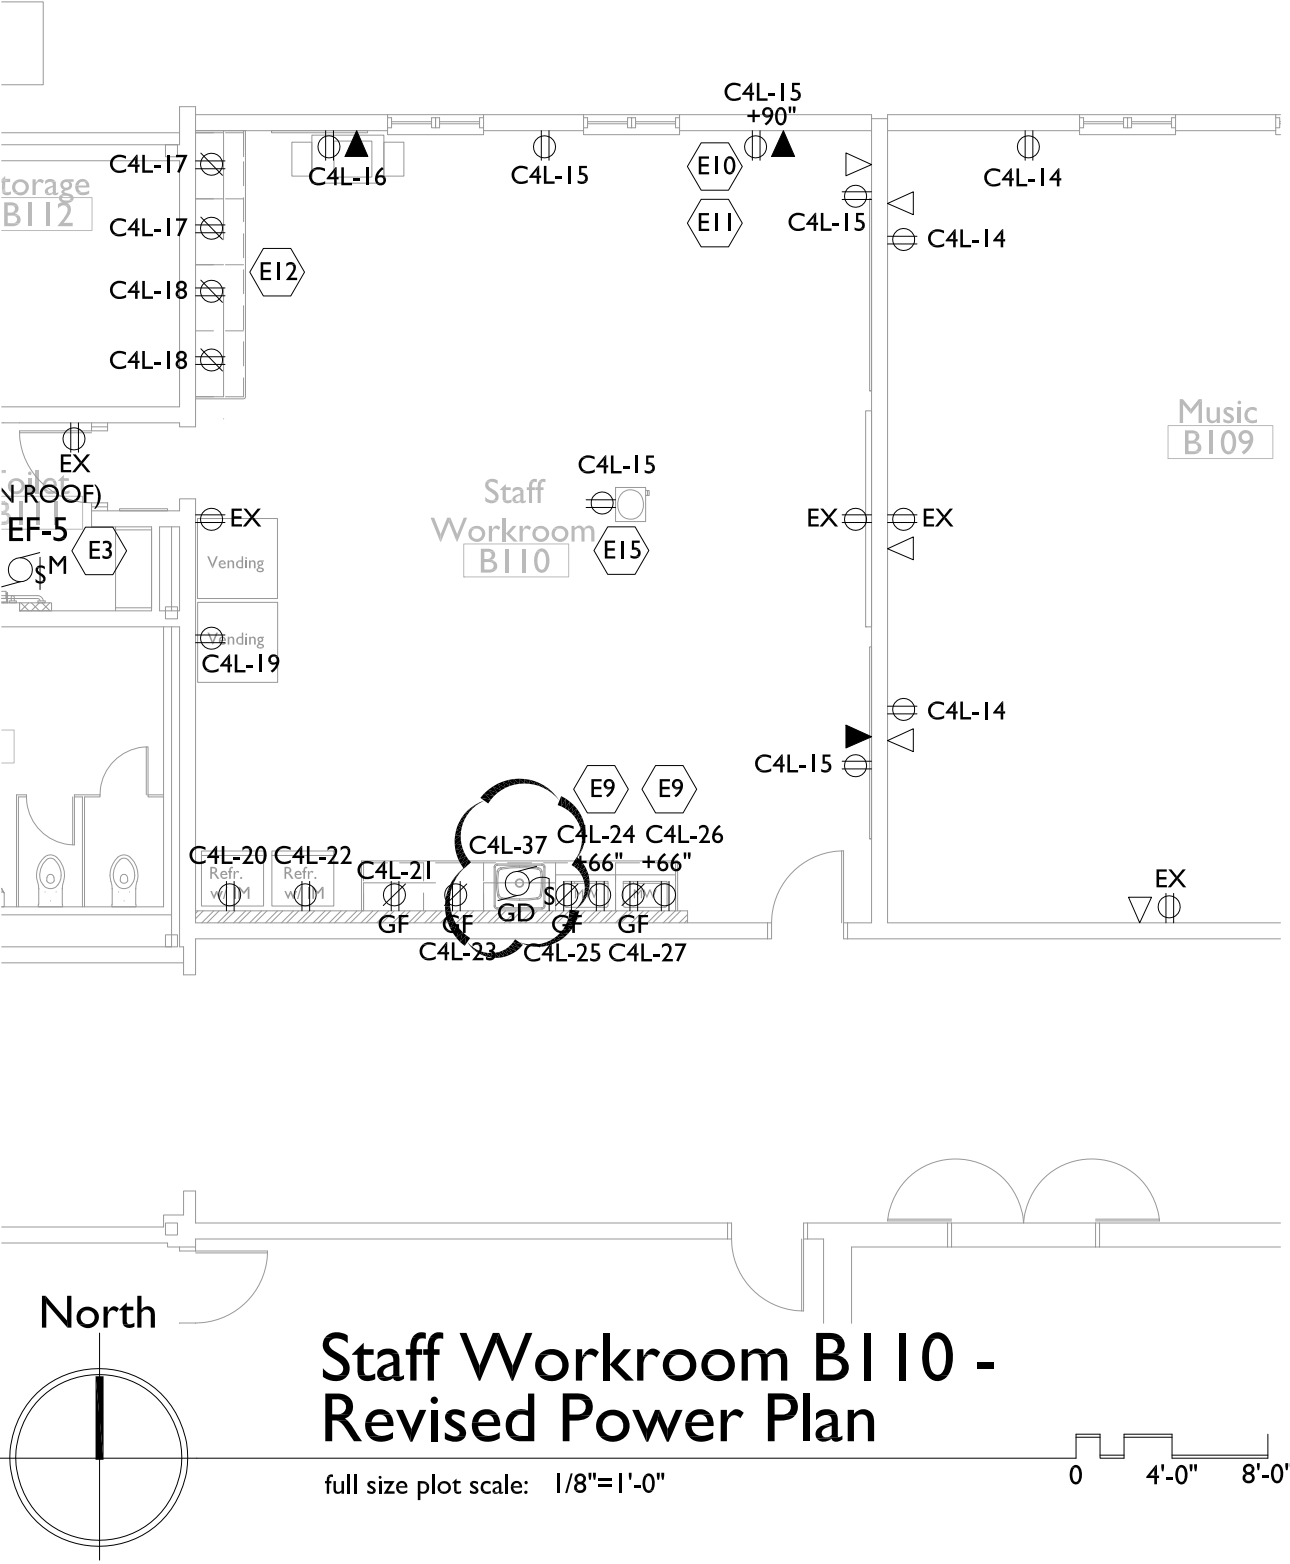 C4L-15
+90"
C4L-17
C4L-16
C4L-15
E10
C4L-14
torage
B112
C4L-17
E11
C4L-15
C4L-14
E12
C4L-18
C4L-18
Music
B109
EX
C4L-15
Staff
Workroom
B110
N ROOF)
EF-5
E3
$M
EX
Vending
E15
EX
EX
Vending
C4L-19
C4L-14
C4L-15
E9
E9
C4L-37
C4L-24
C4L-26
+66"
+66"
C4L-20
C4L-22
C4L-21
Refr.
Refr.
EX
$
GF
GF
GD
GF
GF
C4L-23
C4L-25
C4L-27
North
Staff Workroom B110 -
Revised Power Plan
full size plot scale: 1/8"=1'-0"
0
4'-0"
8'-0'